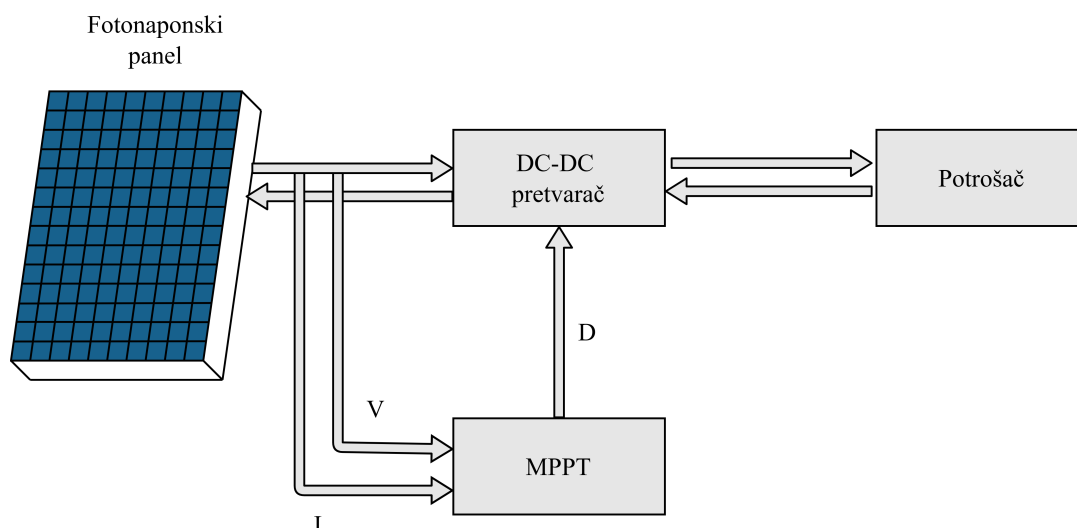 Fotonaponski
panel
DC-DC
pretvarač
Potrošač
D
V
MPPT
I